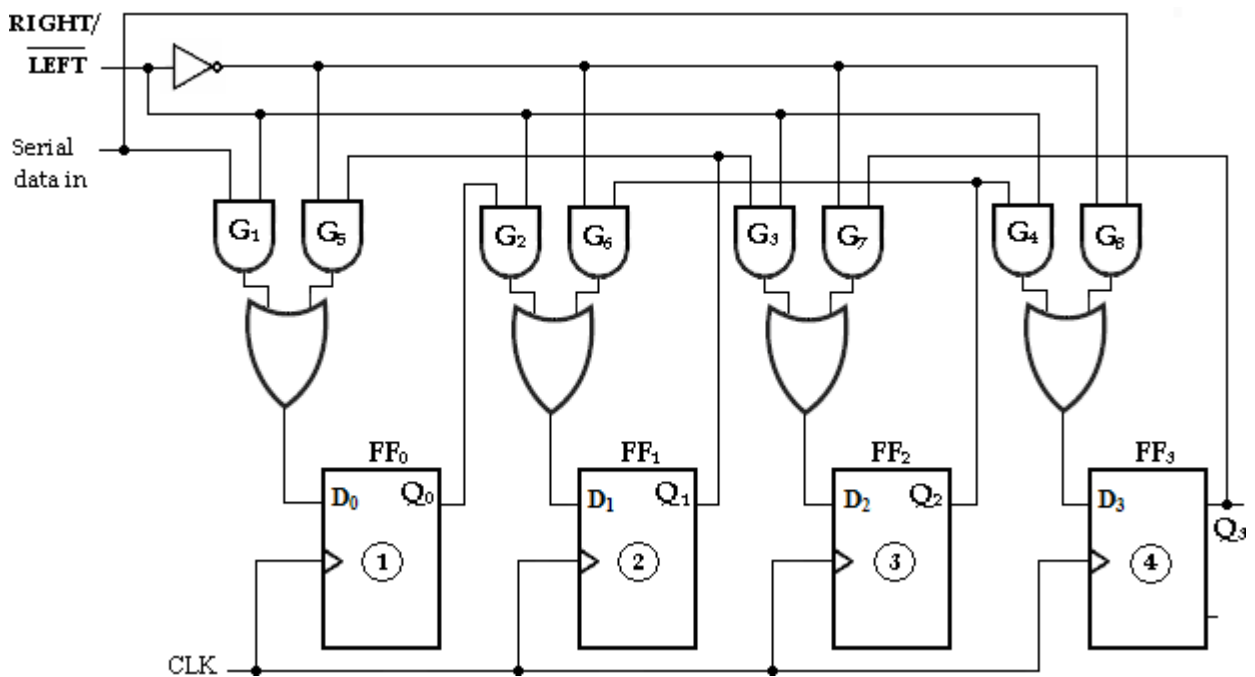 RIGHT/
LEFT
Serial
data in
G1
G5
G2
G6
G3
G7
G4
G8
FF0
FF1
FF2
FF3
D0
Q0
D1
Q1
D2
Q2
D3
Q3
1
2
3
4
CLK